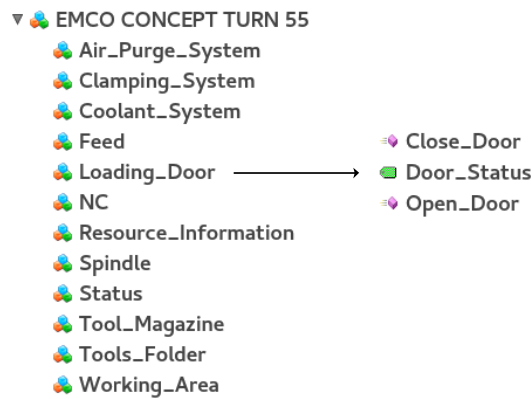 EMCO CONCEPT TURN 55
Air_Purge_System
Clamping_System
Coolant_System
Feed
Close_Door
Loading_Door
Door_Status
NC
Open_Door
Resource_Information
Spindle
Status
Tool_Magazine
Tools_Folder
Working_Area